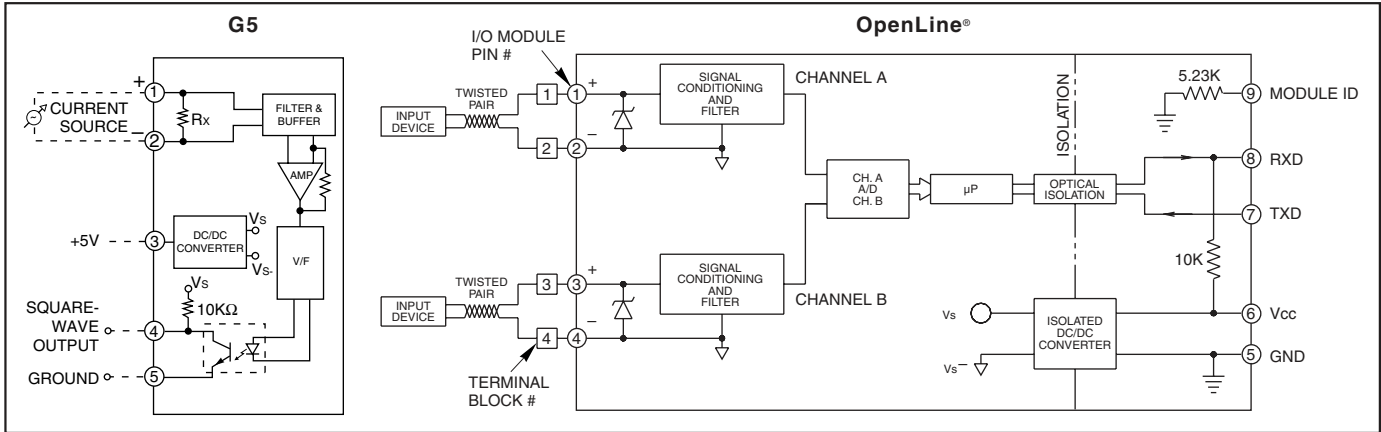 G5
OpenLine®
+
1
CURRENT
SOURCE
−
2
Rx
FILTER &
BUFFER
AMP
+5V
3
DC/DC
CONVERTER
Vs
Vs-
V/F
Vs
10KΩ
SQUARE-
WAVE
OUTPUT
4
GROUND
5
I/O MODULE
PIN #
INPUT
DEVICE
TWISTED
PAIR
1
2
1
+
2
−
SIGNAL
CONDITIONING
AND
FILTER
CHANNEL A
INPUT
DEVICE
TWISTED
PAIR
3
4
3
+
4
−
SIGNAL
CONDITIONING
AND
FILTER
CHANNEL B
TERMINAL
BLOCK #
CH. A
A/D
CH. B
µP
ISOLATION
OPTICAL
ISOLATION
5.23K
9
MODULE ID
8
RXD
7
TXD
10K
Vs
Vs−
ISOLATED
DC/DC
CONVERTER
6
Vcc
5
GND